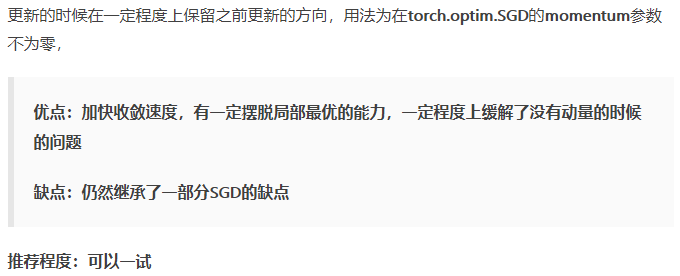 更新的时候在一定程度上保留之前更新的方向，用法为在torch.optim.SGD的momentum参数
不为零，
优点：加快收敛速度，有一定摆脱局部最优的能力，一定程度上缓解了没有动量的时候
的问题
缺点：仍然继承了一部分SGD的缺点
推荐程度：可以一试